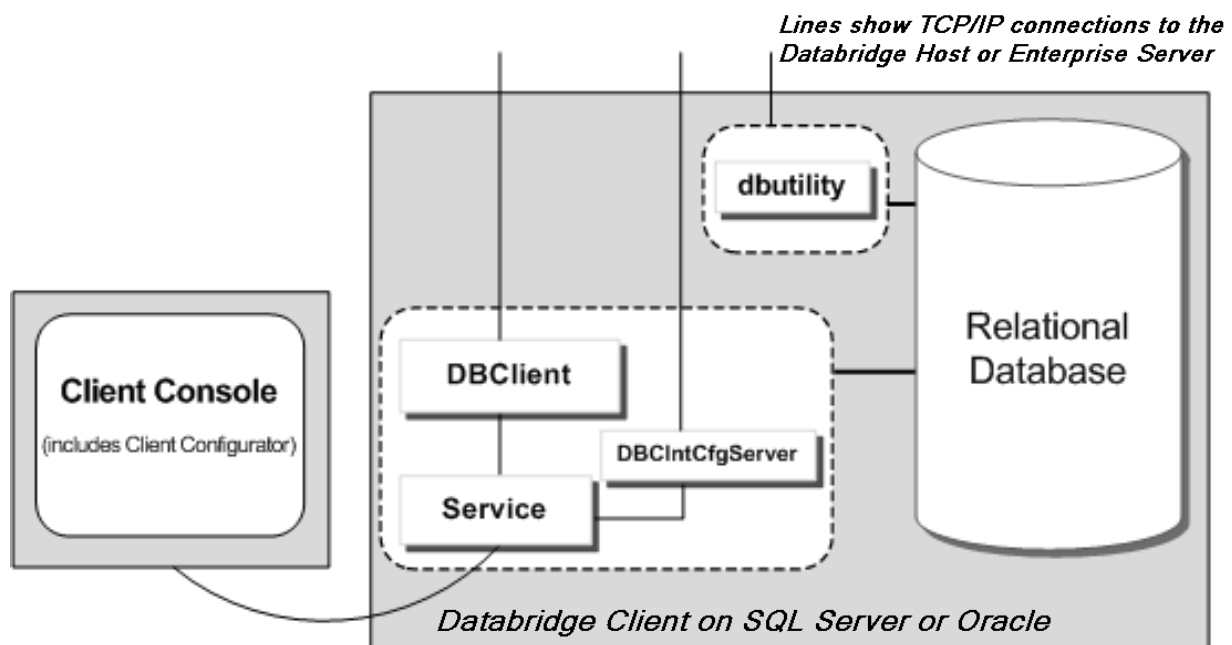 Lines show TCP/IP connections to the
Databridge Host or Enterprise Server
dbutility
Relational
Database
DBClient
Client Console
(includes Client Configurator)
DBClntCfgServer
Service
Databridge Client on SQL Server or Oracle